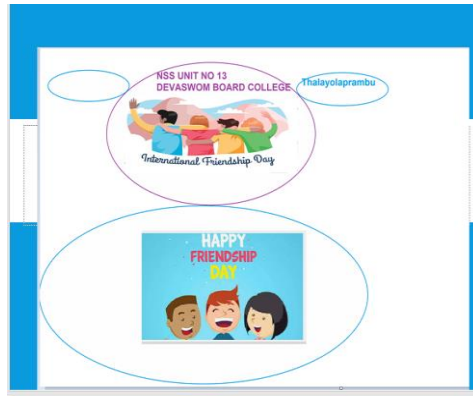 NSS UNIT NO 13
DEVASWOM BOARD COLLEGE
Thalayolaprambu
International Friendship Day
HAPPY
FRIENDSHIP
DAY